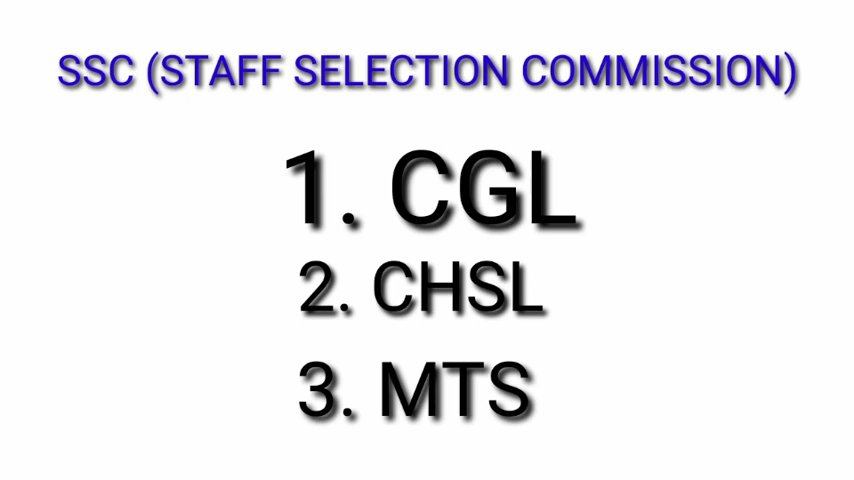 SSC (STAFF SELECTION COMMISSION)
1. CGL
2. CHSL
3. MTS